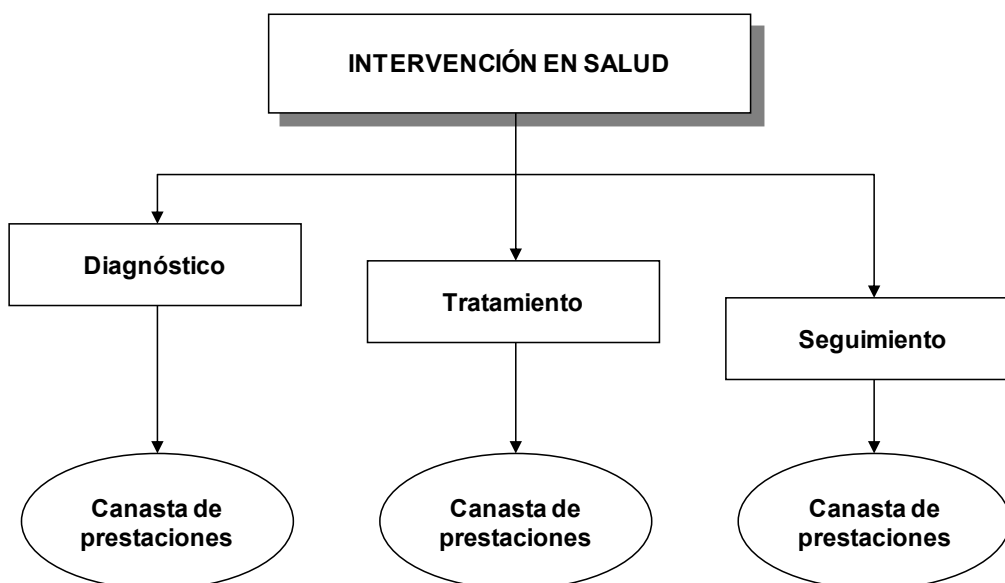 INTERVENCIÓN EN SALUD
Diagnóstico
Tratamiento
Seguimiento
Canasta de
prestaciones
Canasta de
prestaciones
Canasta de
prestaciones